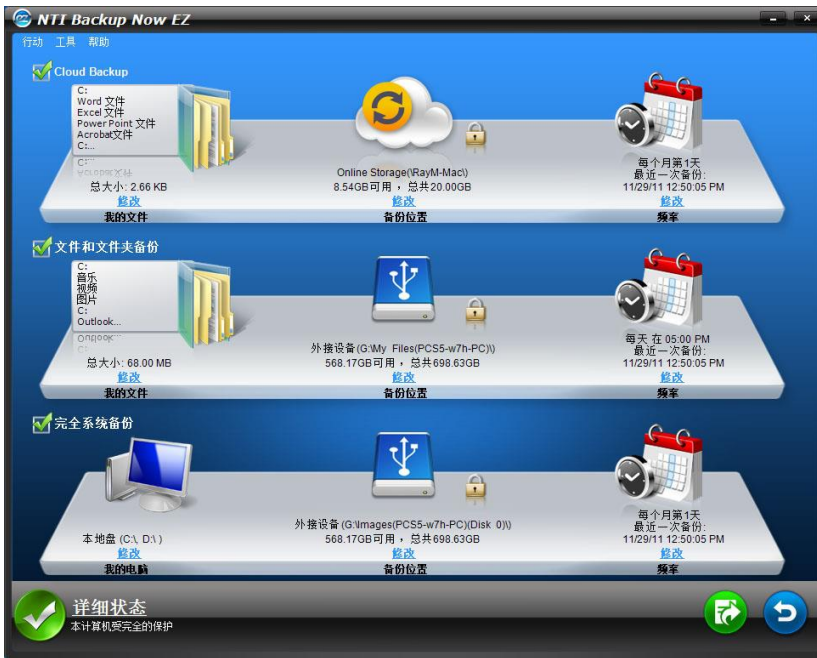 NTI Backup Now EZ
行动 工具 帮助
Cloud Backup
C:
Word 文件
Excel 文件
Power Point 文件
Acrobat文件
C:...
总大小: 2.66 KB
修改
我的文件
Online Storage(\RayM-Mac\)
8.54GB可用，总共20.00GB
修改
备份位置
每个月第1天
最近一次备份:
11/29/11 12:50:05 PM
修改
频率
文件和文件夹备份
C:
音乐
视频
图片
C:
Outlook...
总大小: 68.00 MB
修改
我的文件
外接设备(G:\My Files(PCS5-w7h-PC)\)
568.17GB可用，总共698.63GB
修改
备份位置
每天 在 05:00 PM
最近一次备份:
11/29/11 12:50:05 PM
修改
频率
完全系统备份
本地盘 (C:\, D:\ )
修改
我的电脑
外接设备(G:\Images(PCS5-w7h-PC)(Disk 0)\)
568.17GB可用，总共698.63GB
修改
备份位置
每个月第1天
最近一次备份:
11/29/11 12:50:05 PM
修改
频率
详细状态
本计算机受完全的保护